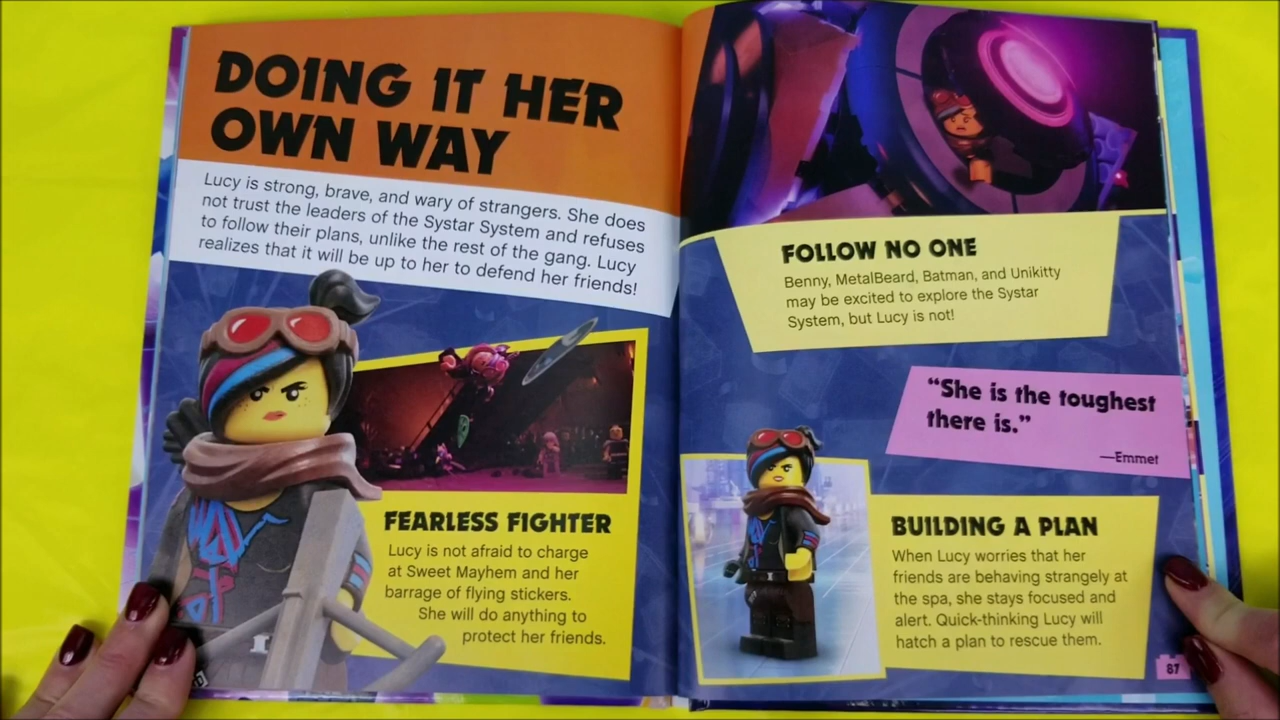 DOING IT HER
OWN WAY
Lucy is strong, brave, and wary of strangers. She does
not trust the leaders of the Systar System and refuses
to follow their plans, unlike the rest of the gang. Lucy
realizes that it will be up to her to defend her friends!
FEARLESS FIGHTER
Lucy is not afraid to charge
at Sweet Mayhem and her
barrage of flying stickers.
She will do anything to
protect her friends.
FOLLOW NO ONE
Benny, MetalBeard, Batman, and Unikitty
may be excited to explore the Systar
System, but Lucy is not!
“She is the toughest
there is.”
—Emmet
BUILDING A PLAN
When Lucy worries that her
friends are behaving strangely at
the spa, she stays focused and
alert. Quick-thinking Lucy will
hatch a plan to rescue them.
87